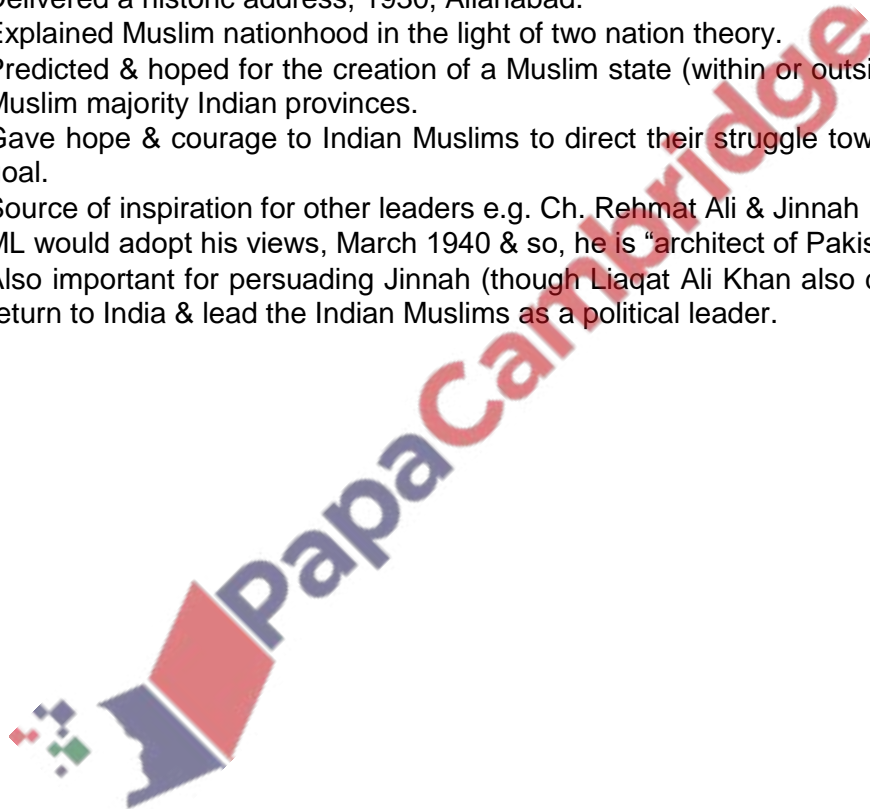 Delivered a historic address, 1930, Allahabad.
Explained Muslim nationhood in the light of two nation theory.
Predicted & hoped for the creation of a Muslim state (within or outsi
Muslim majority Indian provinces.
Gave hope & courage to Indian Muslims to direct their struggle tow
oal.
Source of inspiration for other leaders e.g. Ch. Rehmat Ali & Jinnah
ML would adopt his views, March 1940 & so, he is “architect of Pakis
Also important for persuading Jinnah (though Liaqat Ali Khan also
eturn to India & lead the Indian Muslims as a political leader.
PapaCambridge